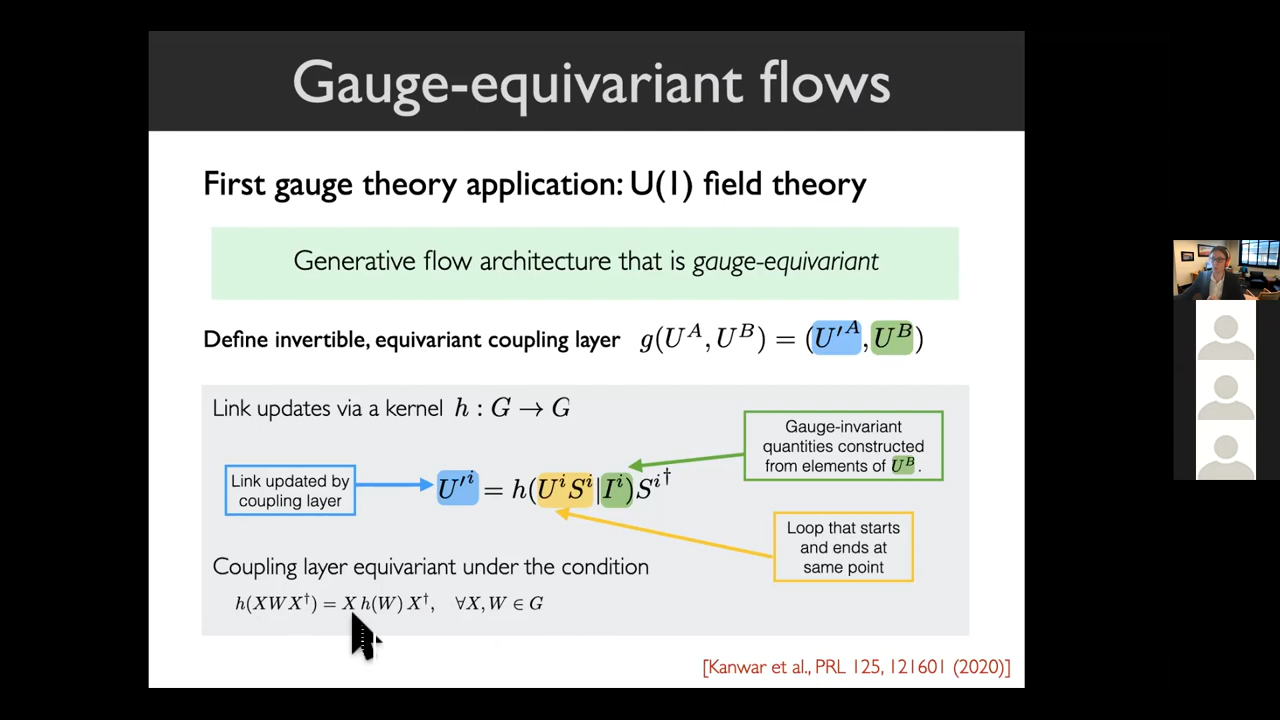 Gauge-equivariant flows
First gauge theory application: U(1) field theory
Generative flow architecture that is gauge-equivariant
Define invertible, equivariant coupling layer g(U^A, U^B) = (U'^A, U^B)
Link updates via a kernel h : G → G
Gauge-invariant
quantities constructed
from elements of U^B.
Link updated by
coupling layer
U'^i = h(U^i S^i | I^i) S^i†
Loop that starts
and ends at
same point
Coupling layer equivariant under the condition
h(XWX†) = X h(W) X†, ∀X, W ∈ G
[Kanwar et al., PRL 125, 121601 (2020)]